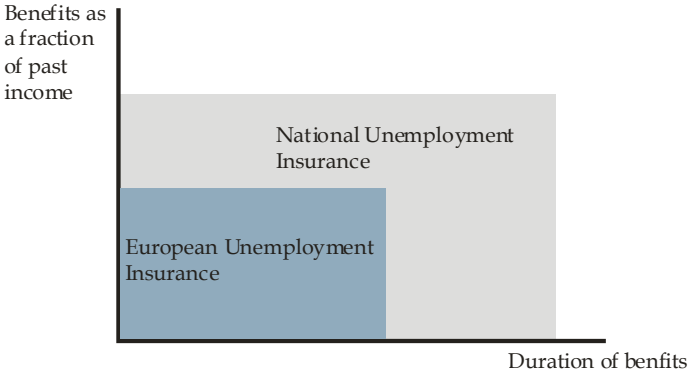 Benefits as
a fraction
of past
income
National Unemployment
Insurance
European Unemployment
Insurance
Duration of benfits